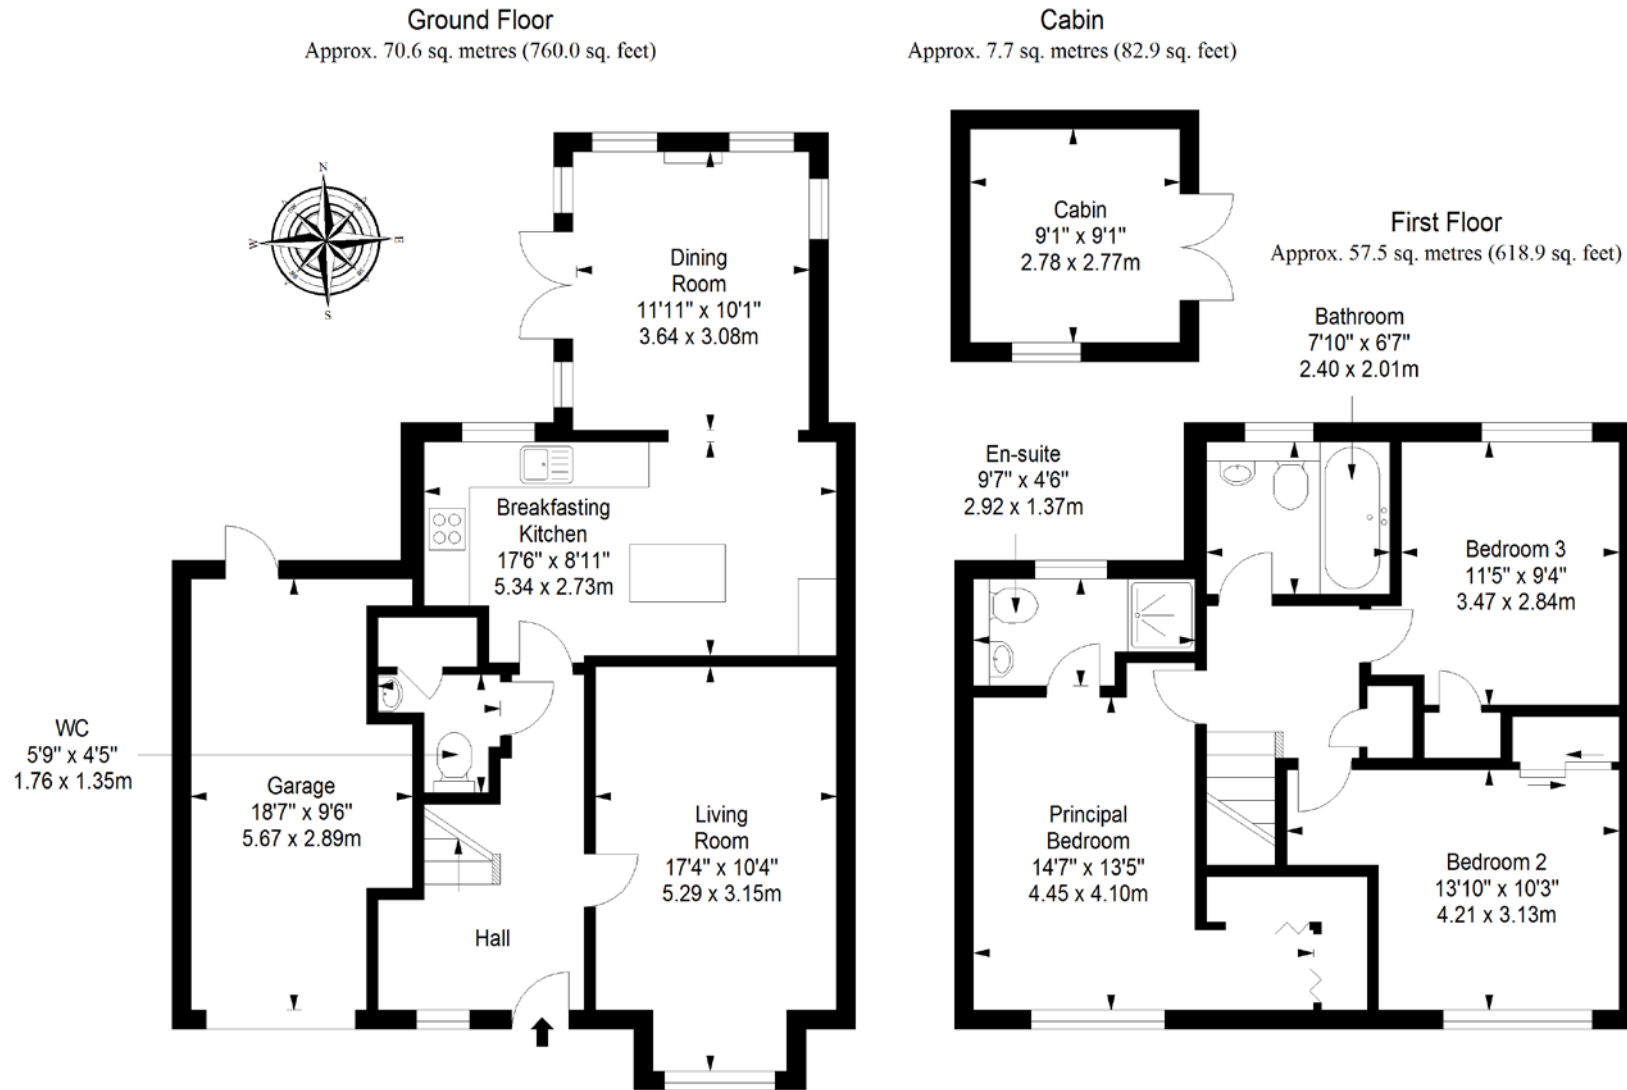 Ground Floor
Approx. 70.6 sq. metres (760.0 sq. feet)
Cabin
Approx. 7.7 sq. metres (82.9 sq. feet)
N
W
E
S
Dining
Room
11'11" x 10'1"
3.64 x 3.08m
Cabin
9'1" x 9'1"
2.78 x 2.77m
First Floor
Approx. 57.5 sq. metres (618.9 sq. feet)
Bathroom
7'10" x 6'7"
2.40 x 2.01m
En-suite
9'7" x 4'6"
2.92 x 1.37m
Breakfasting
Kitchen
17'6" x 8'11"
5.34 x 2.73m
Bedroom 3
11'5" x 9'4"
3.47 x 2.84m
WC
5'9" x 4'5"
1.76 x 1.35m
Garage
18'7" x 9'6"
5.67 x 2.89m
Living
Room
17'4" x 10'4"
5.29 x 3.15m
Principal
Bedroom
14'7" x 13'5"
4.45 x 4.10m
Bedroom 2
13'10" x 10'3"
4.21 x 3.13m
Hall